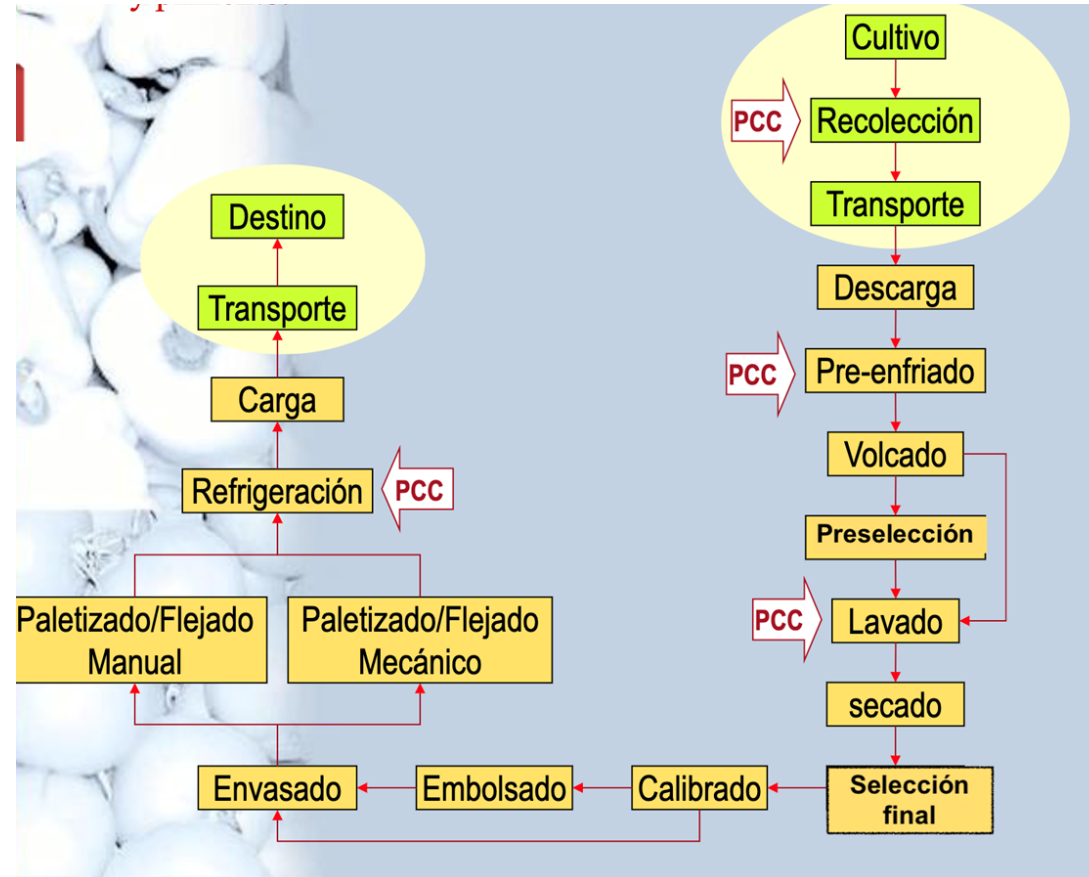 Cultivo
PCC
Recolección
Transporte
Descarga
PCC
Pre-enfriado
Volcado
Preselección
PCC
Lavado
secado
Selección
final
Calibrado
Embolsado
Envasado
Paletizado/Flejado
Manual
Paletizado/Flejado
Mecánico
Refrigeración
PCC
Carga
Transporte
Destino